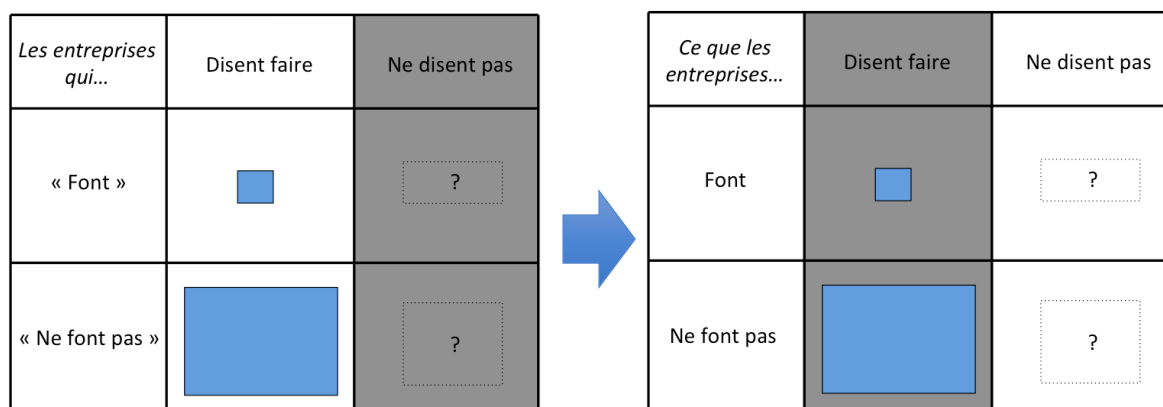 Les entreprises
qui...
Disent faire
Ne disent pas
« Font »
?
« Ne font pas »
?
Ce que les
entreprises...
Disent faire
Ne disent pas
Font
?
Ne font pas
?